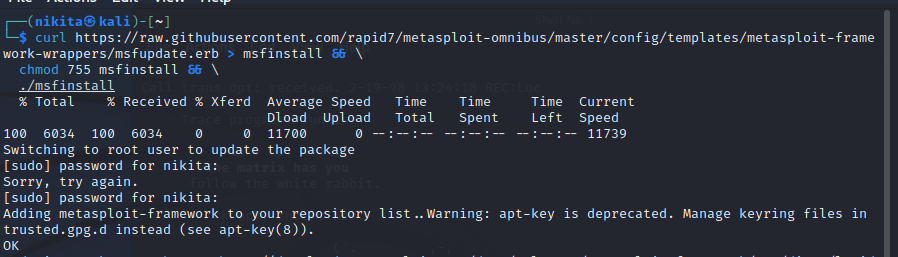 File Actions Edit View Help
┌──(nikita㉿kali)-[~]
└─$ curl https://raw.githubusercontent.com/rapid7/metasploit-omnibus/master/config/templates/metasploit-frame
work-wrappers/msfupdate.erb > msfinstall && \
chmod 755 msfinstall && \
./msfinstall
% Total % Received % Xferd Average Speed Time Time Time Current
Dload Upload Total Spent Left Speed
100 6034 100 6034 0 0 11700 0 --:--:-- --:--:-- --:--:-- 11739
Switching to root user to update the package
[sudo] password for nikita:
Sorry, try again.
[sudo] password for nikita:
Adding metasploit-framework to your repository list..Warning: apt-key is deprecated. Manage keyring files in
trusted.gpg.d instead (see apt-key(8)).
OK